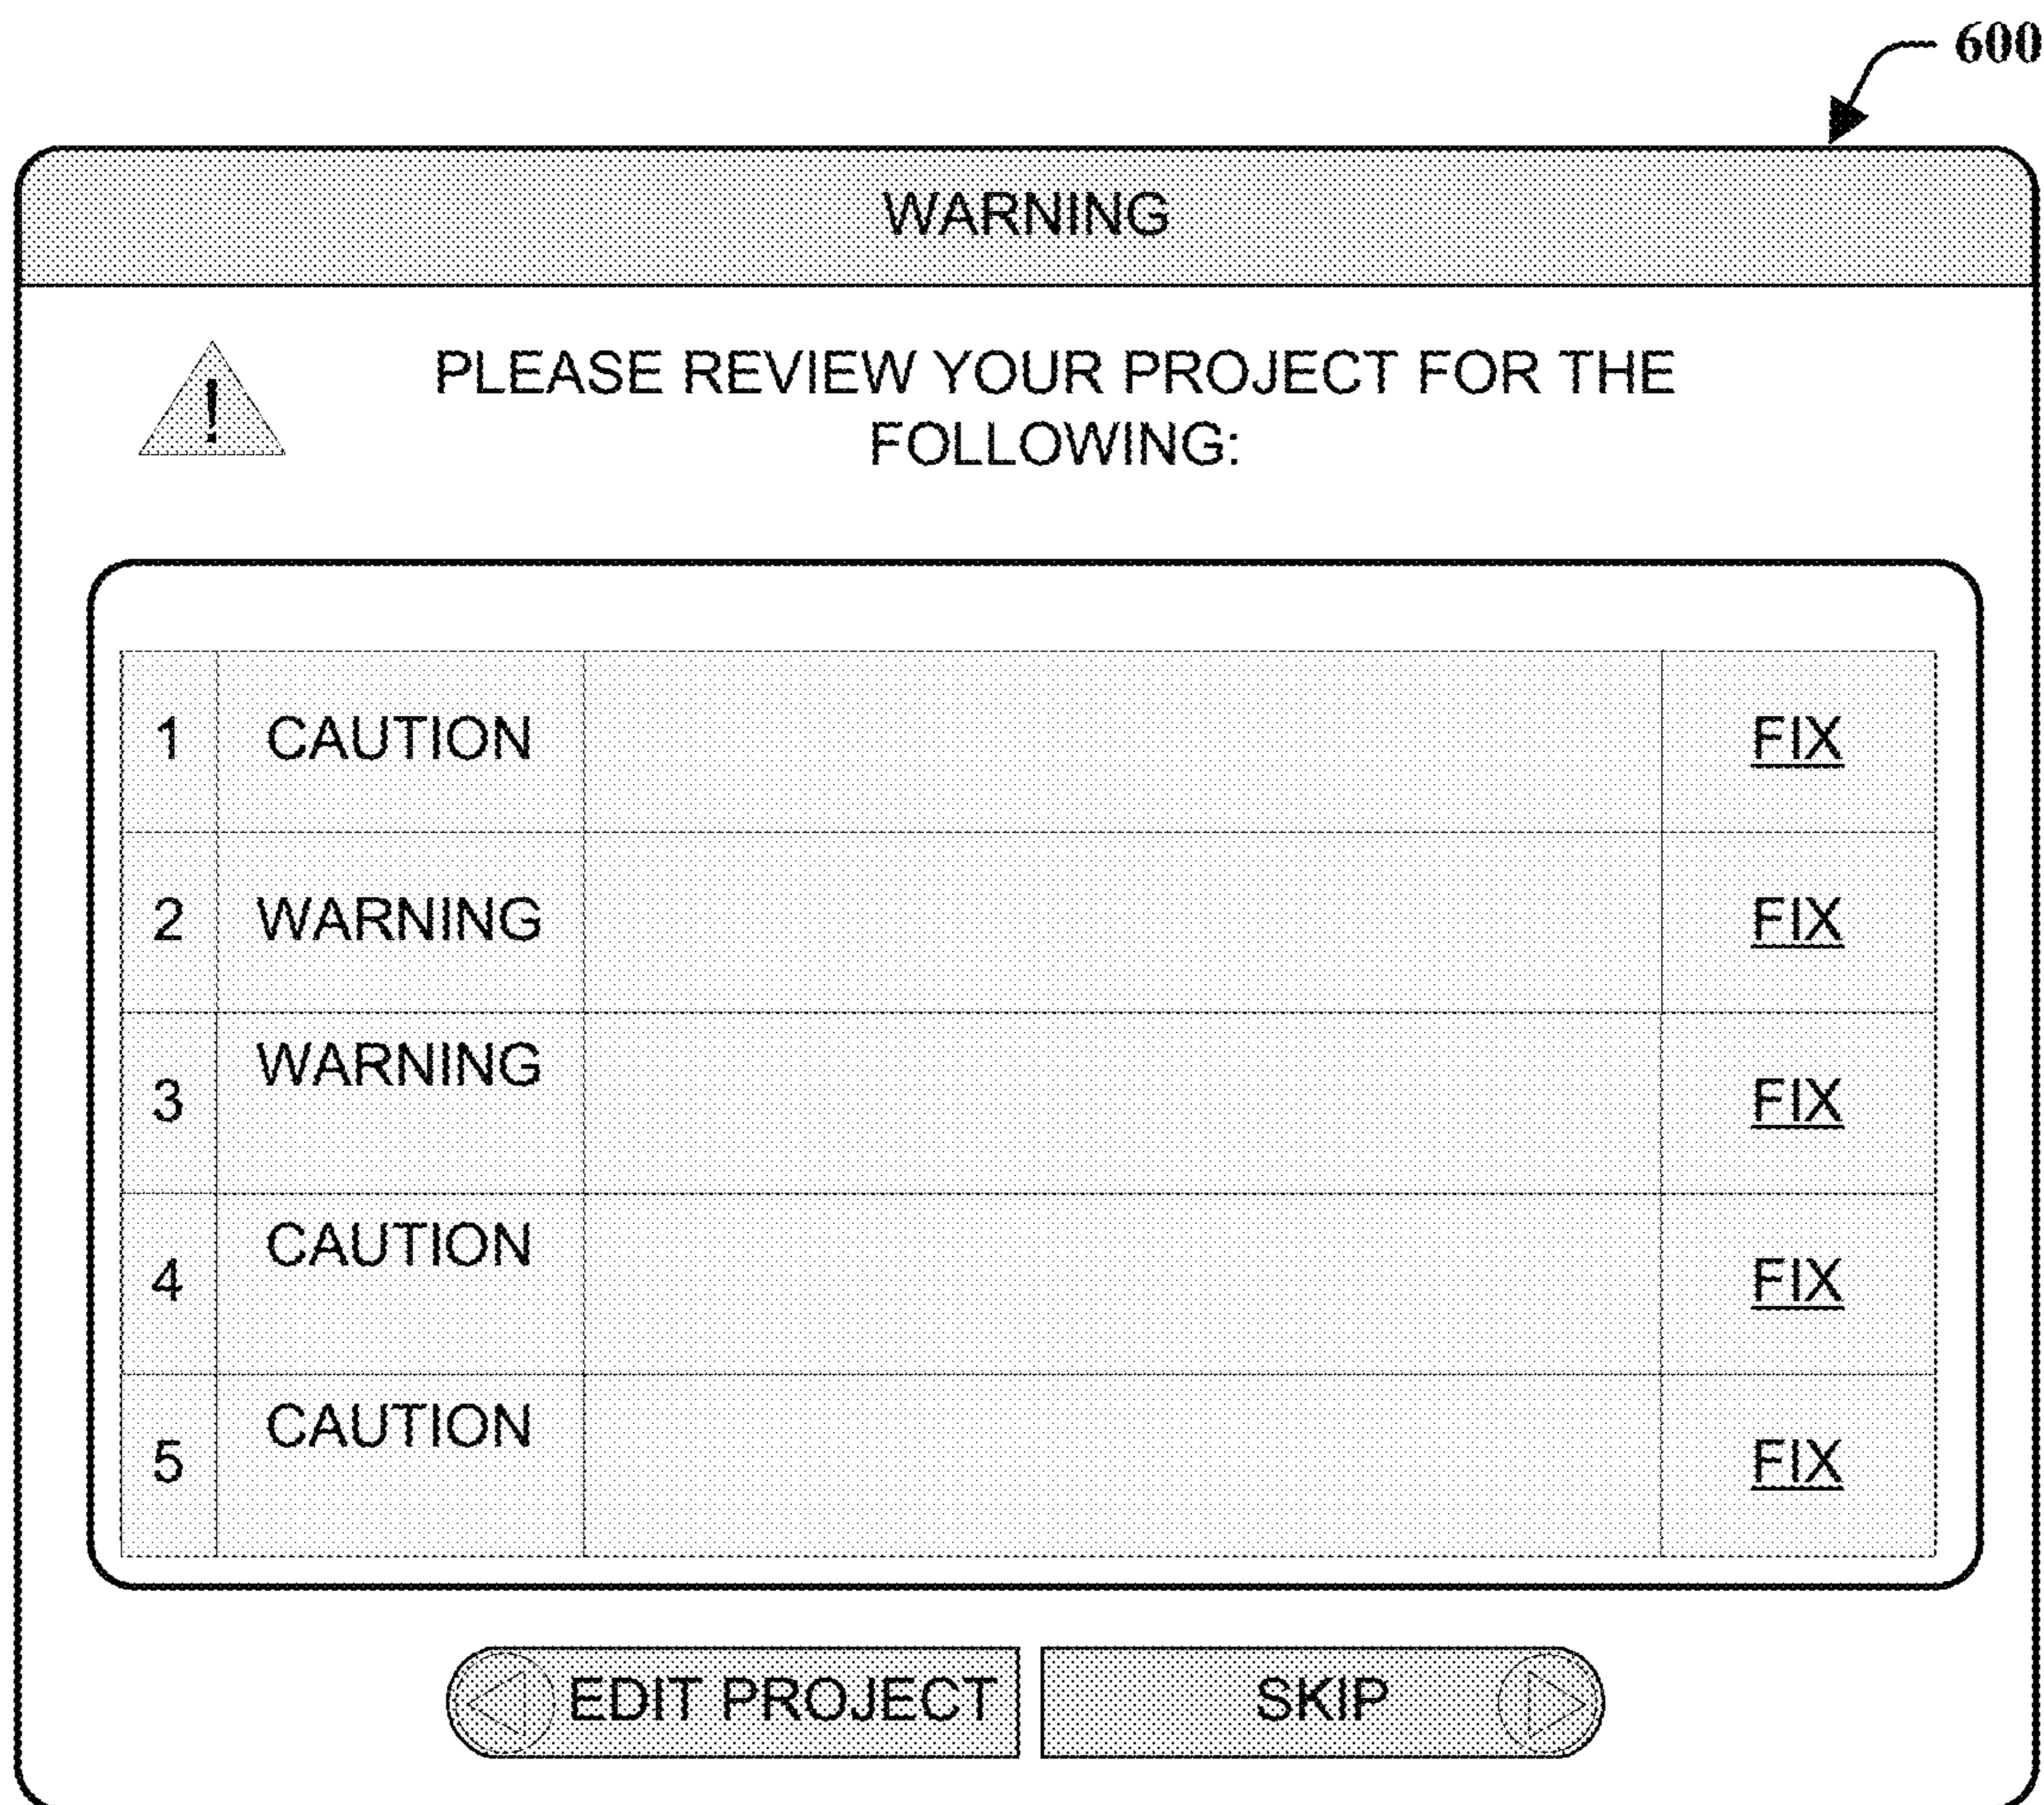 600
WARNING
!
PLEASE REVIEW YOUR PROJECT FOR THE
FOLLOWING:
1 CAUTION FIX
2 WARNING FIX
3 WARNING FIX
4 CAUTION FIX
5 CAUTION FIX
EDIT PROJECT SKIP